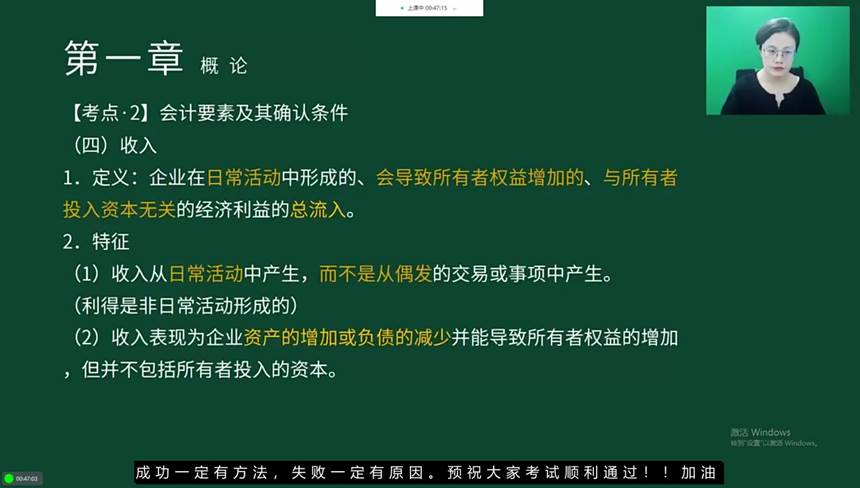 上课中 00:47:15
第一章 概 论
【考点·2】会计要素及其确认条件
（四）收入
1．定义：企业在日常活动中形成的、会导致所有者权益增加的、与所有者
投入资本无关的经济利益的总流入。
2．特征
（1）收入从日常活动中产生，而不是从偶发的交易或事项中产生。
（利得是非日常活动形成的）
（2）收入表现为企业资产的增加或负债的减少并能导致所有者权益的增加
，但并不包括所有者投入的资本。
激活 Windows
转到"设置"以激活 Windows。
00:47:03
成功一定有方法，失败一定有原因。预祝大家考试顺利通过！！加油